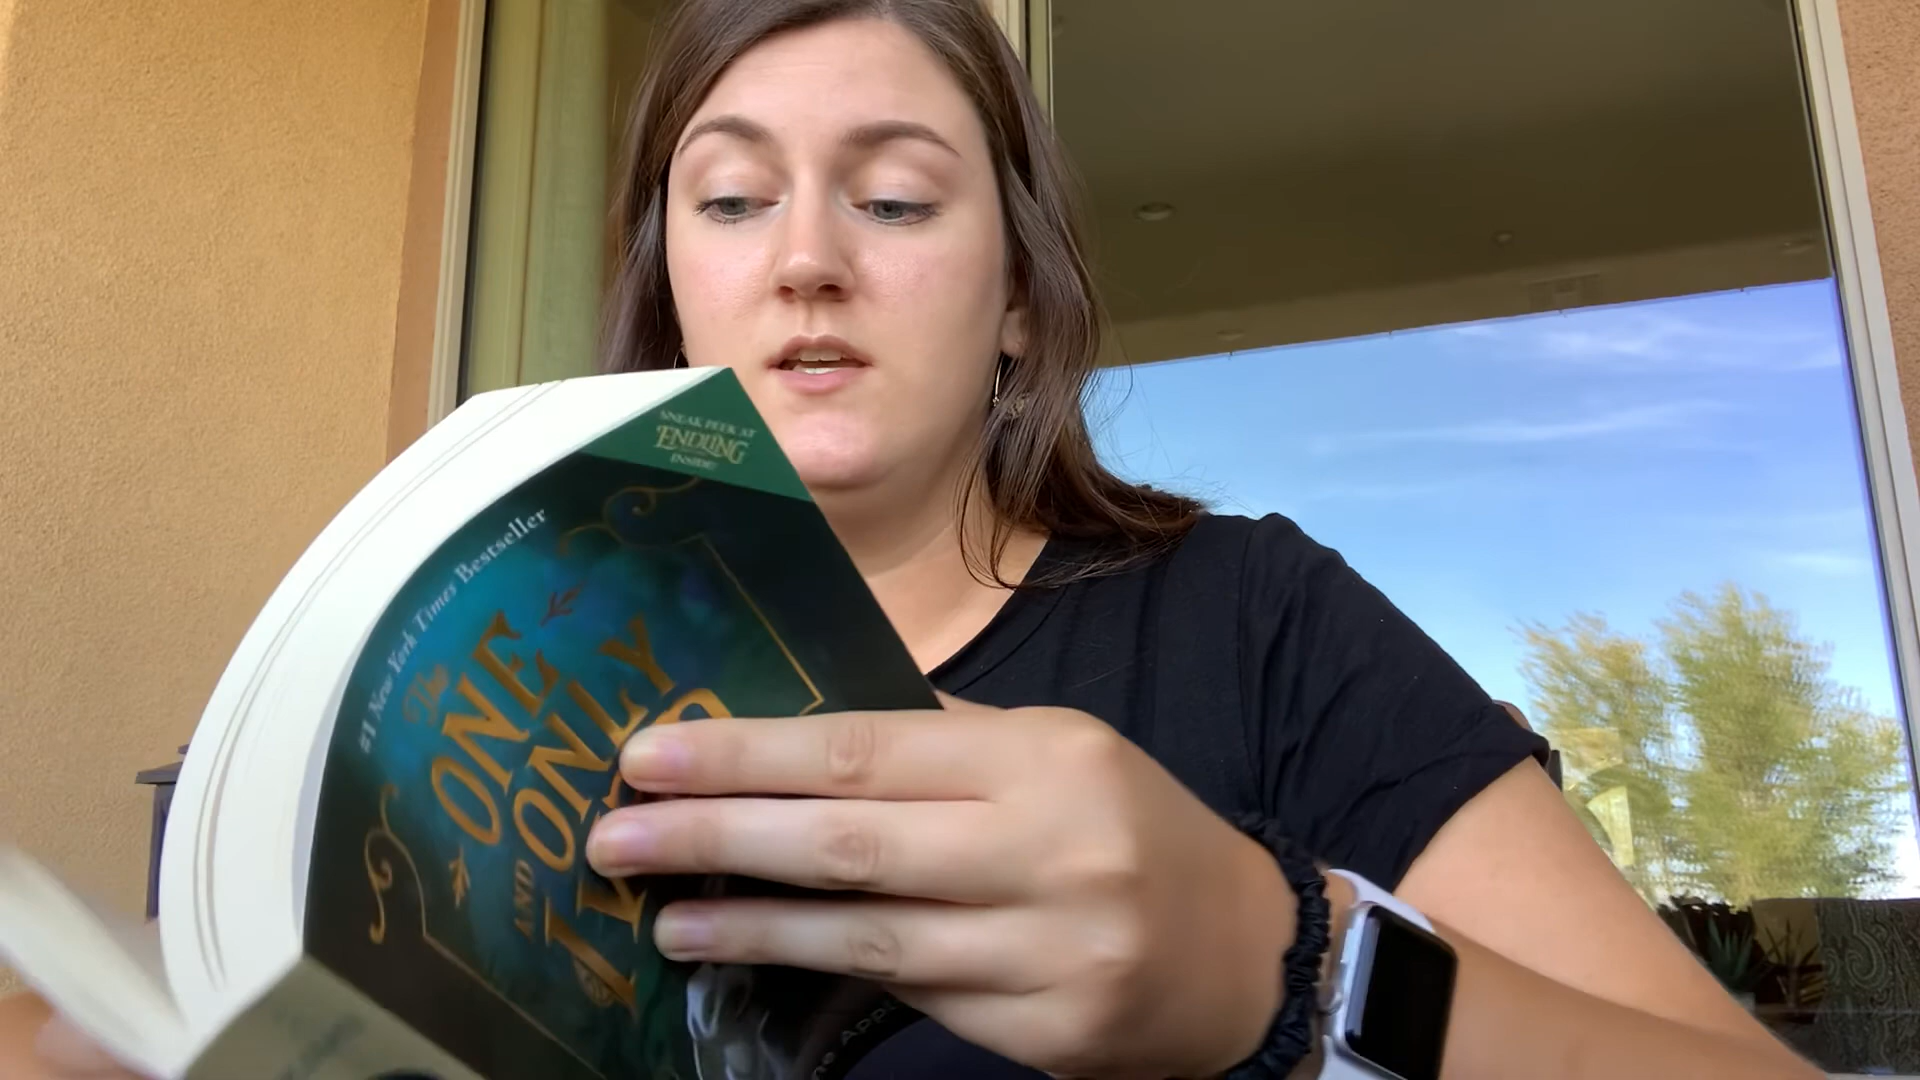 SNEAK PEEK AT
ENDLING
INSIDE!
#1 New York Times Bestseller
The
ONE
AND ONLY